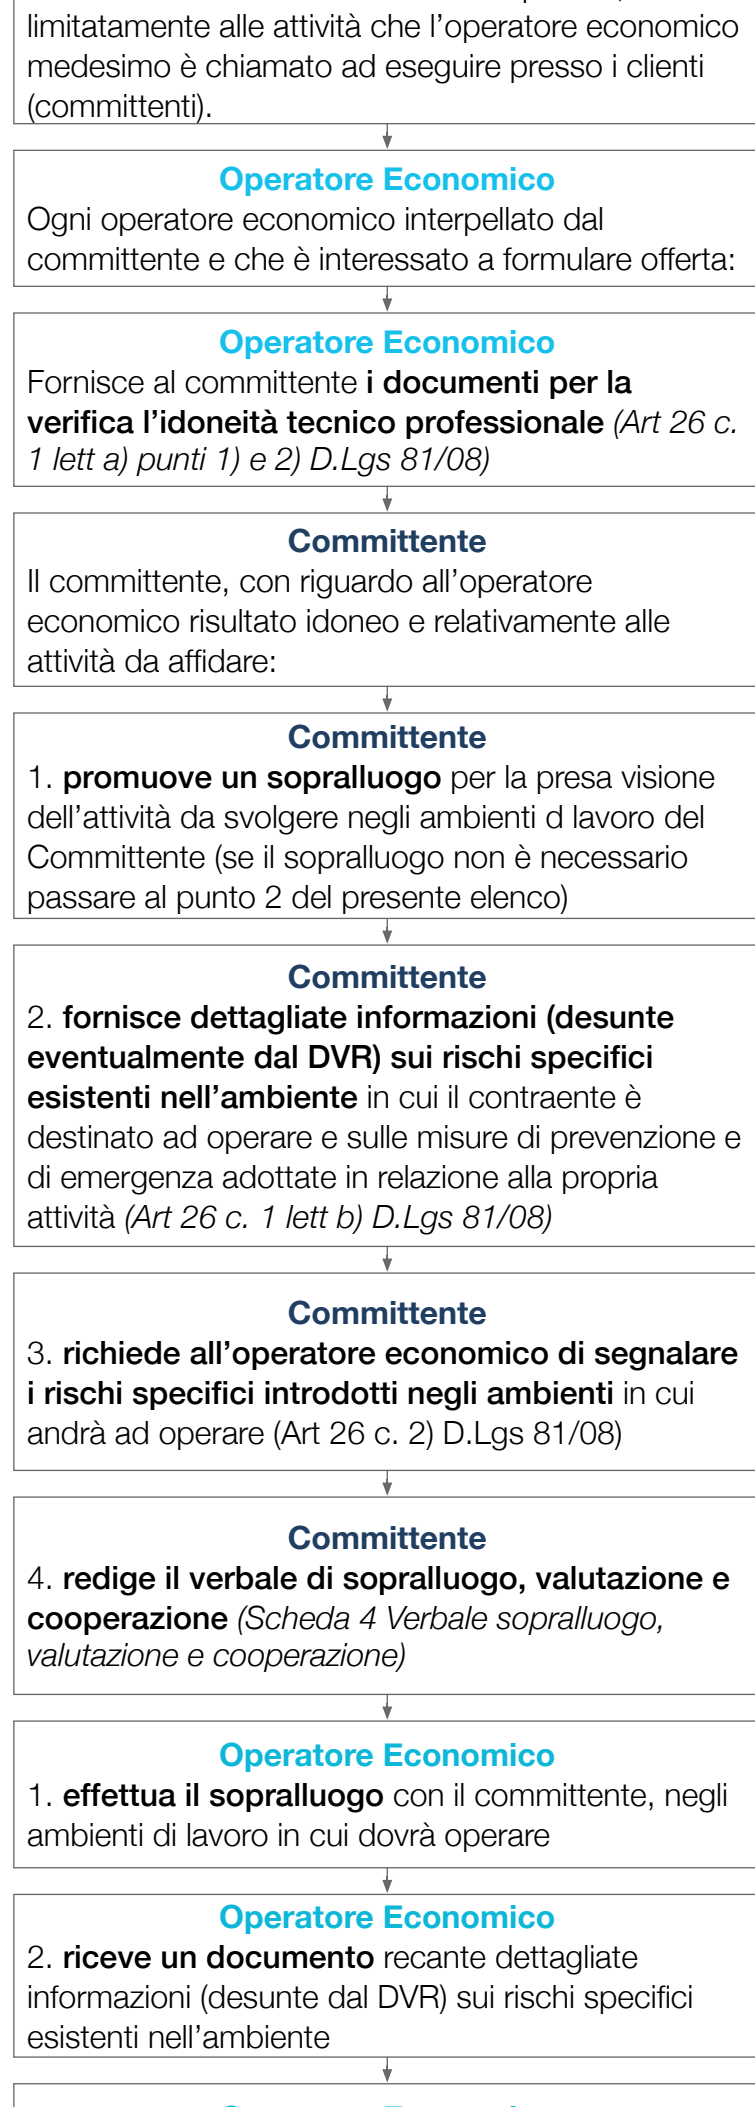 limitatamente alle attività che l’operatore economico
medesimo è chiamato ad eseguire presso i clienti
(committenti).
Operatore Economico
Ogni operatore economico interpellato dal
committente e che è interessato a formulare offerta:
Operatore Economico
Fornisce al committente i documenti per la
verifica l’idoneità tecnico professionale (Art 26 c.
1 lett a) punti 1) e 2) D.Lgs 81/08)
Committente
Il committente, con riguardo all’operatore
economico risultato idoneo e relativamente alle
attività da affidare:
Committente
1. promuove un sopralluogo per la presa visione
dell’attività da svolgere negli ambienti d lavoro del
Committente (se il sopralluogo non è necessario
passare al punto 2 del presente elenco)
Committente
2. fornisce dettagliate informazioni (desunte
eventualmente dal DVR) sui rischi specifici
esistenti nell’ambiente in cui il contraente è
destinato ad operare e sulle misure di prevenzione e
di emergenza adottate in relazione alla propria
attività (Art 26 c. 1 lett b) D.Lgs 81/08)
Committente
3. richiede all’operatore economico di segnalare
i rischi specifici introdotti negli ambienti in cui
andrà ad operare (Art 26 c. 2) D.Lgs 81/08)
Committente
4. redige il verbale di sopralluogo, valutazione e
cooperazione (Scheda 4 Verbale sopralluogo,
valutazione e cooperazione)
Operatore Economico
1. effettua il sopralluogo con il committente, negli
ambienti di lavoro in cui dovrà operare
Operatore Economico
2. riceve un documento recante dettagliate
informazioni (desunte dal DVR) sui rischi specifici
esistenti nell’ambiente